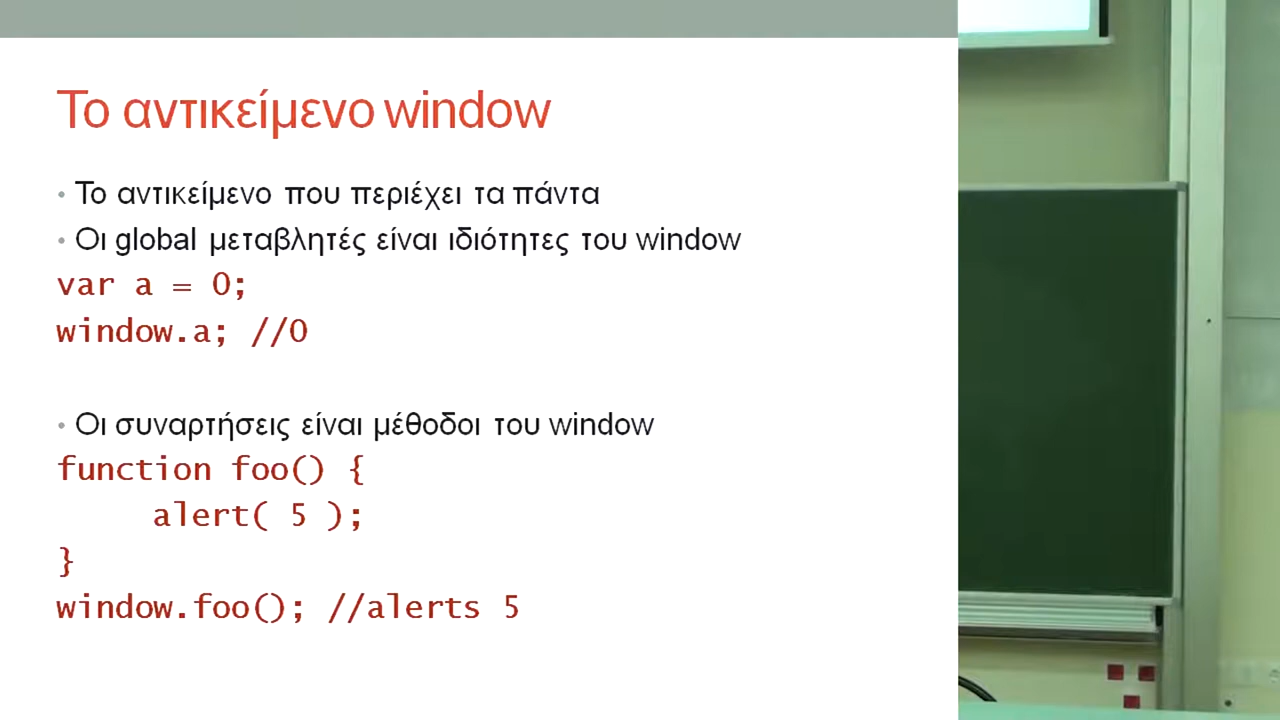 Το αντικείμενο window
• Το αντικείμενο που περιέχει τα πάντα
• Οι global μεταβλητές είναι ιδιότητες του window
var a = 0;
window.a; //0
• Οι συναρτήσεις είναι μέθοδοι του window
function foo() {
alert( 5 );
}
window.foo(); //alerts 5